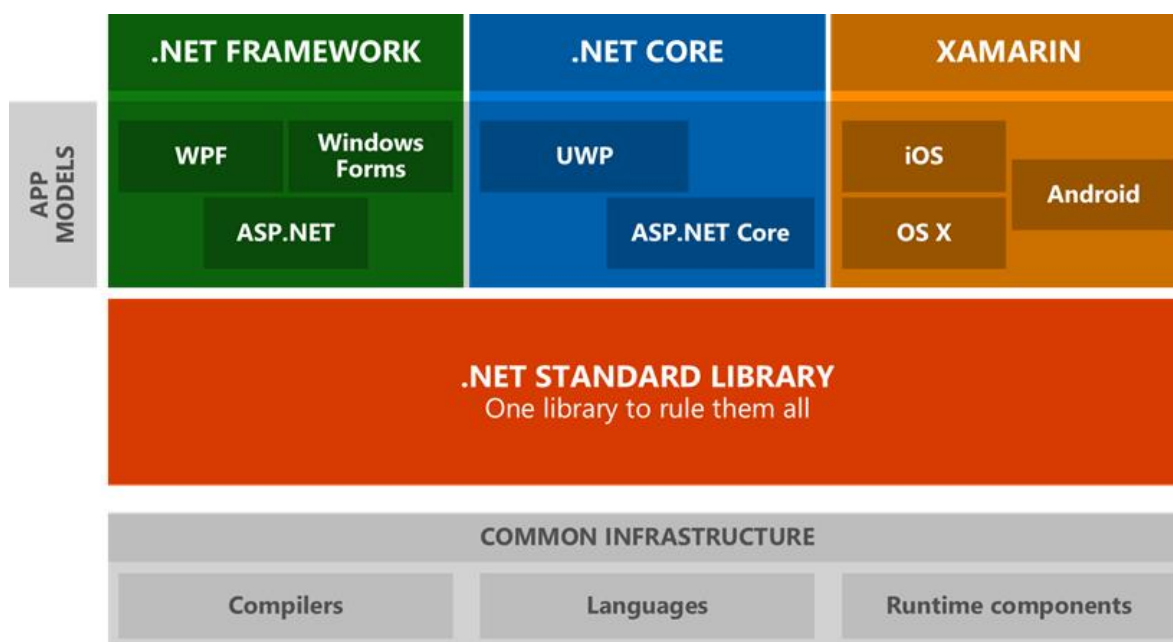 .NET FRAMEWORK
.NET CORE
XAMARIN
APP
MODELS
WPF
Windows
Forms
ASP.NET
UWP
ASP.NET Core
iOS
Android
OS X
.NET STANDARD LIBRARY
One library to rule them all
COMMON INFRASTRUCTURE
Compilers
Languages
Runtime components